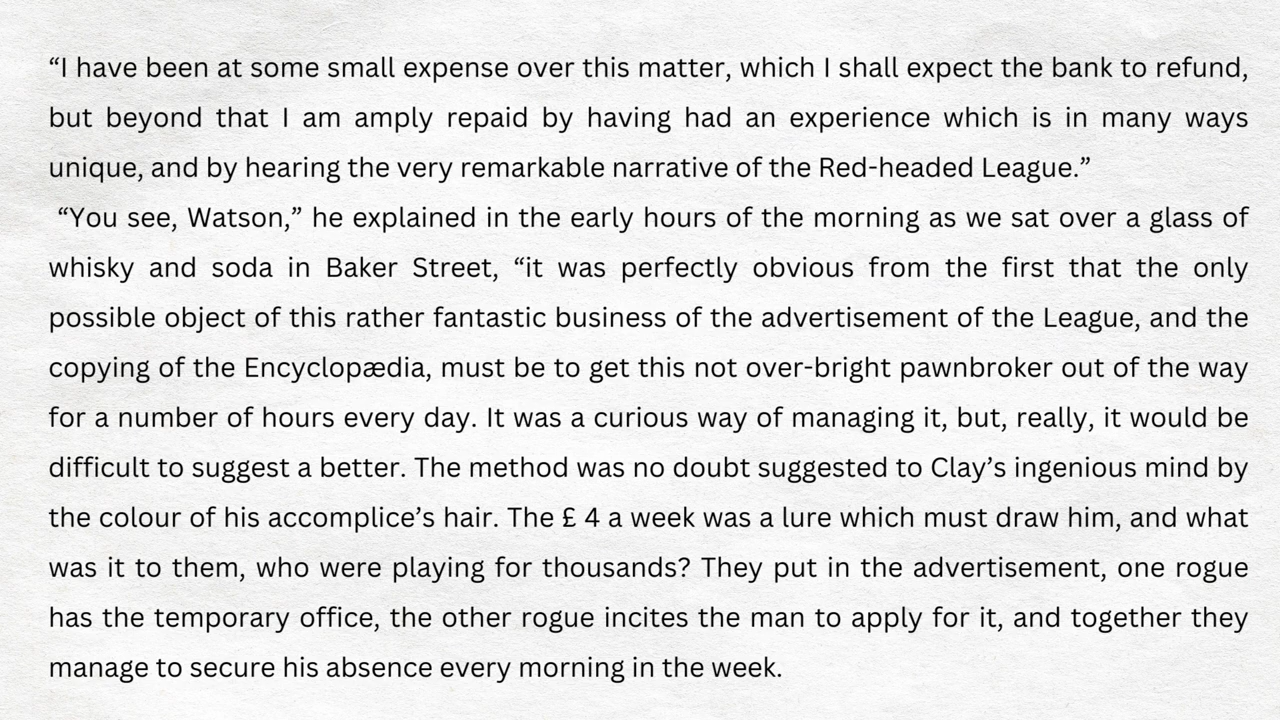 “I have been at some small expense over this matter, which I shall expect the bank to refund,
but beyond that I am amply repaid by having had an experience which is in many ways
unique, and by hearing the very remarkable narrative of the Red-headed League.”
“You see, Watson,” he explained in the early hours of the morning as we sat over a glass of
whisky and soda in Baker Street, “it was perfectly obvious from the first that the only
possible object of this rather fantastic business of the advertisement of the League, and the
copying of the Encyclopædia, must be to get this not over-bright pawnbroker out of the way
for a number of hours every day. It was a curious way of managing it, but, really, it would be
difficult to suggest a better. The method was no doubt suggested to Clay’s ingenious mind by
the colour of his accomplice’s hair. The £ 4 a week was a lure which must draw him, and what
was it to them, who were playing for thousands? They put in the advertisement, one rogue
has the temporary office, the other rogue incites the man to apply for it, and together they
manage to secure his absence every morning in the week.